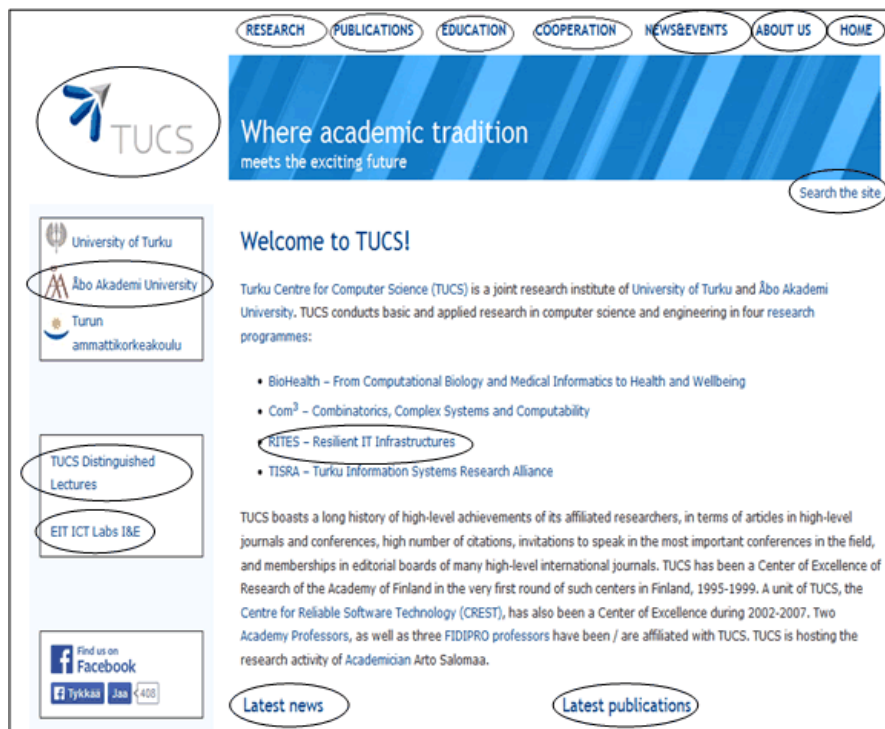 RESEARCH PUBLICATIONS EDUCATION COOPERATION NEWS&EVENTS ABOUT US HOME
TUCS
Where academic tradition
meets the exciting future
Search the site
University of Turku
Åbo Akademi University
Turun
ammattikorkeakoulu
TUCS Distinguished
Lectures
EIT ICT Labs I&E
Find us on
Facebook
Tykkää Jaa 408
Welcome to TUCS!
Turku Centre for Computer Science (TUCS) is a joint research institute of University of Turku and Åbo Akademi
University. TUCS conducts basic and applied research in computer science and engineering in four research
programmes:
• BioHealth – From Computational Biology and Medical Informatics to Health and Wellbeing
• Com³ – Combinatorics, Complex Systems and Computability
• RITES – Resilient IT Infrastructures
• TISRA – Turku Information Systems Research Alliance
TUCS boasts a long history of high-level achievements of its affiliated researchers, in terms of articles in high-level
journals and conferences, high number of citations, invitations to speak in the most important conferences in the field,
and memberships in editorial boards of many high-level international journals. TUCS has been a Center of Excellence of
Research of the Academy of Finland in the very first round of such centers in Finland, 1995-1999. A unit of TUCS, the
Centre for Reliable Software Technology (CREST), has also been a Center of Excellence during 2002-2007. Two
Academy Professors, as well as three FIDIPRO professors have been / are affiliated with TUCS. TUCS is hosting the
research activity of Academician Arto Salomaa.
Latest news Latest publications